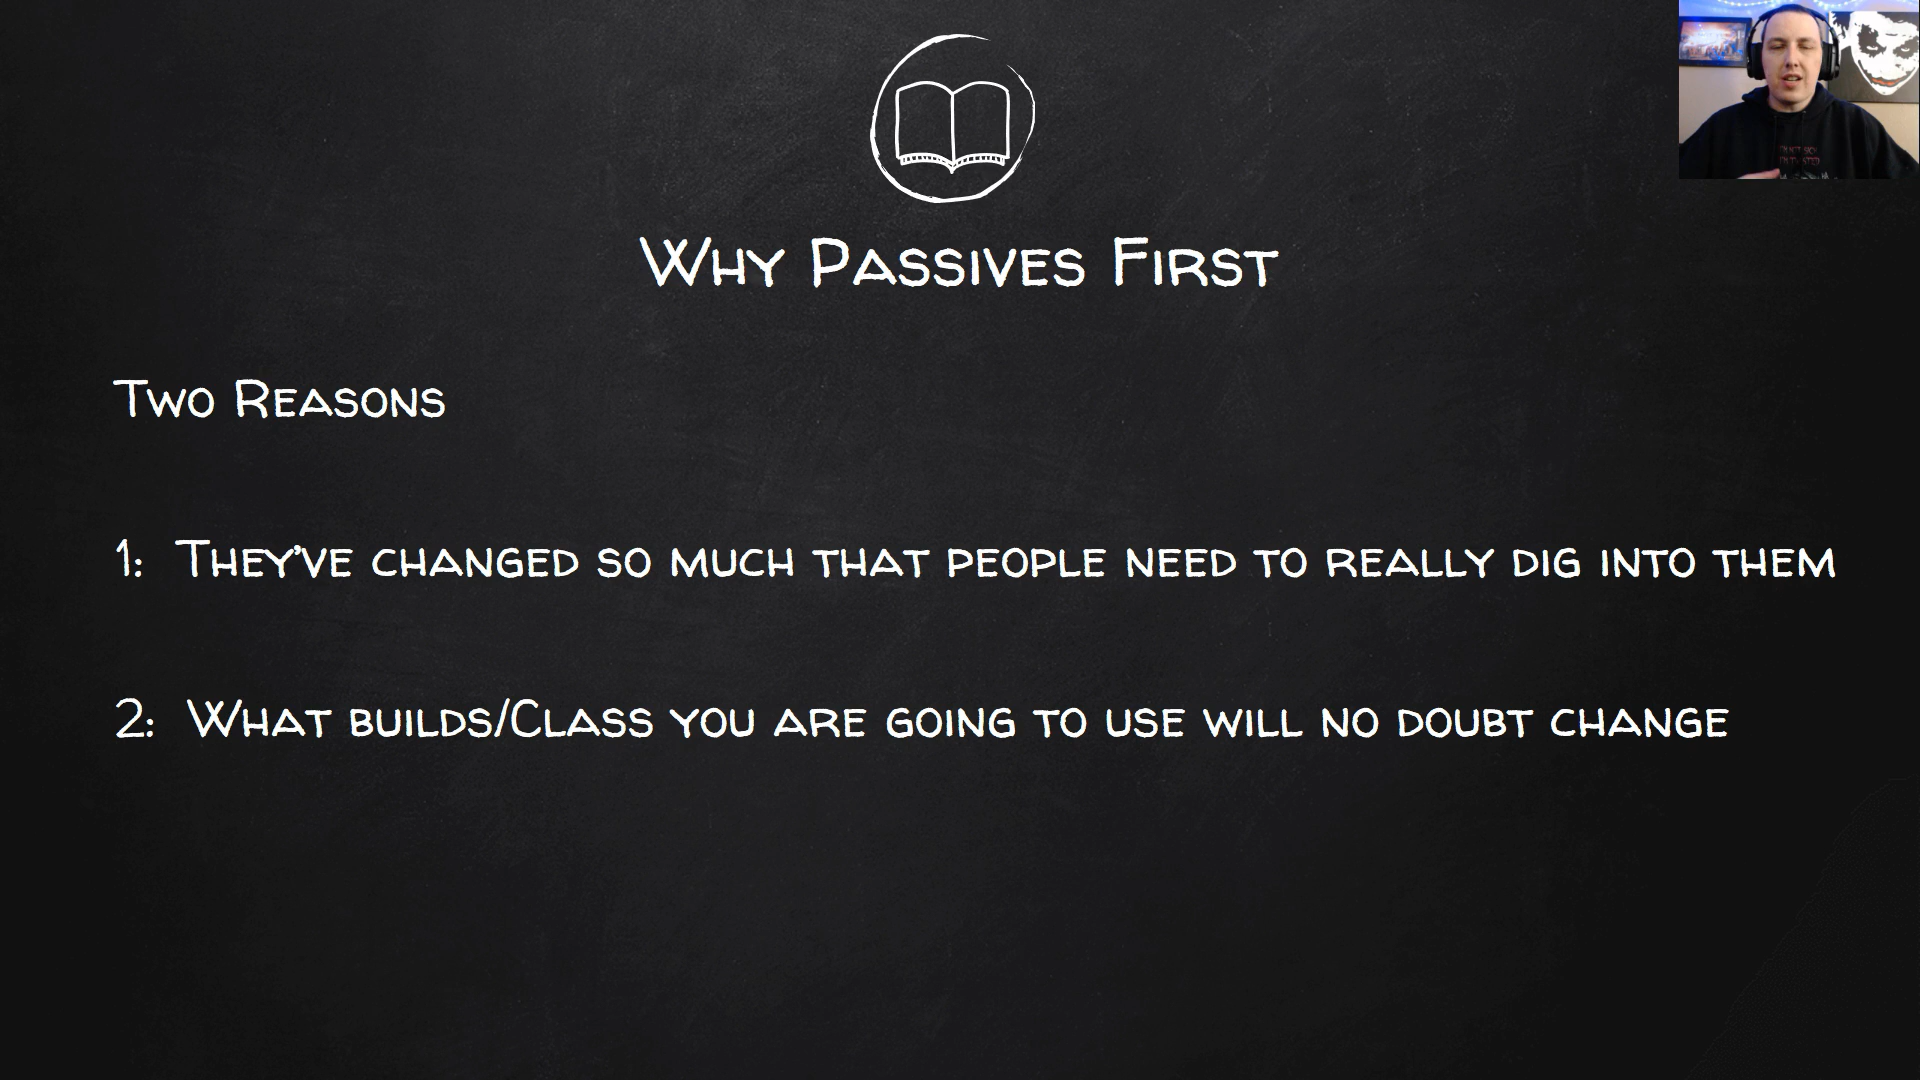 Why Passives First
Two Reasons
1: They've changed so much that people need to really dig into them
2: What builds/Class you are going to use will no doubt change